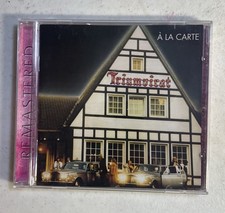 À LA CARTE
Triumvirat
REMASTERED